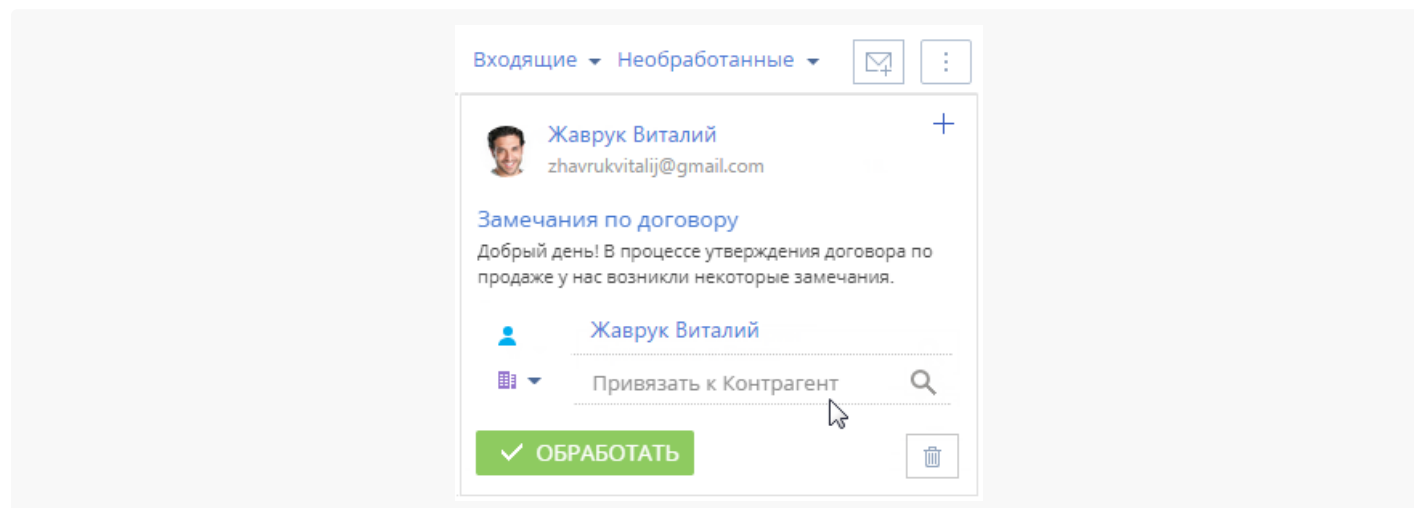 Входящие Необработанные
Жаврук Виталий
zhavrukvitalij@gmail.com
Замечания по договору
Добрый день! В процессе утверждения договора по
продаже у нас возникли некоторые замечания.
Жаврук Виталий
Привязать к Контрагент
ОБРАБОТАТЬ